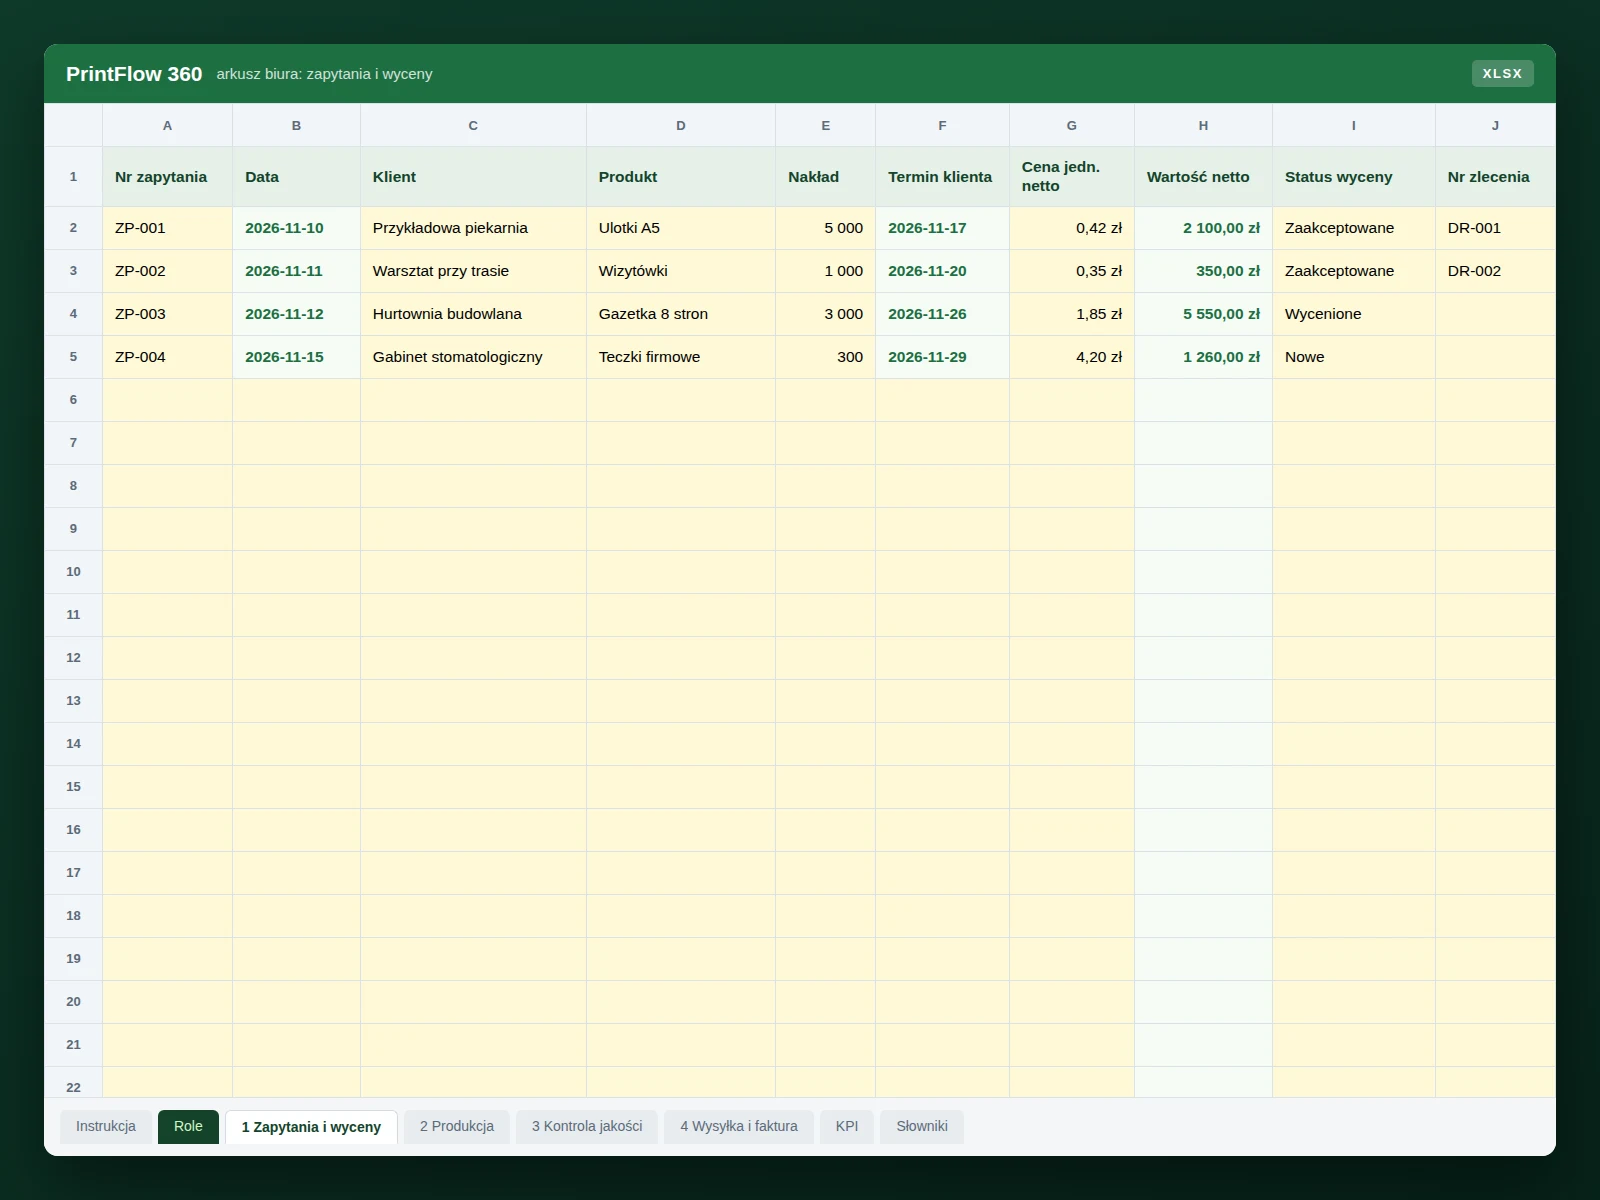 PrintFlow 360 arkusz biura: zapytania i wyceny XLSX
A B C D E F G H I J
1 Nr zapytania Data Klient Produkt Nakład Termin klienta Cena jedn. netto Wartość netto Status wyceny Nr zlecenia
2 ZP-001 2026-11-10 Przykładowa piekarnia Ulotki A5 5 000 2026-11-17 0,42 zł 2 100,00 zł Zaakceptowane DR-001
3 ZP-002 2026-11-11 Warsztat przy trasie Wizytówki 1 000 2026-11-20 0,35 zł 350,00 zł Zaakceptowane DR-002
4 ZP-003 2026-11-12 Hurtownia budowlana Gazetka 8 stron 3 000 2026-11-26 1,85 zł 5 550,00 zł Wycenione
5 ZP-004 2026-11-15 Gabinet stomatologiczny Teczki firmowe 300 2026-11-29 4,20 zł 1 260,00 zł Nowe
6
7
8
9
10
11
12
13
14
15
16
17
18
19
20
21
22
Instrukcja Role 1 Zapytania i wyceny 2 Produkcja 3 Kontrola jakości 4 Wysyłka i faktura KPI Słowniki